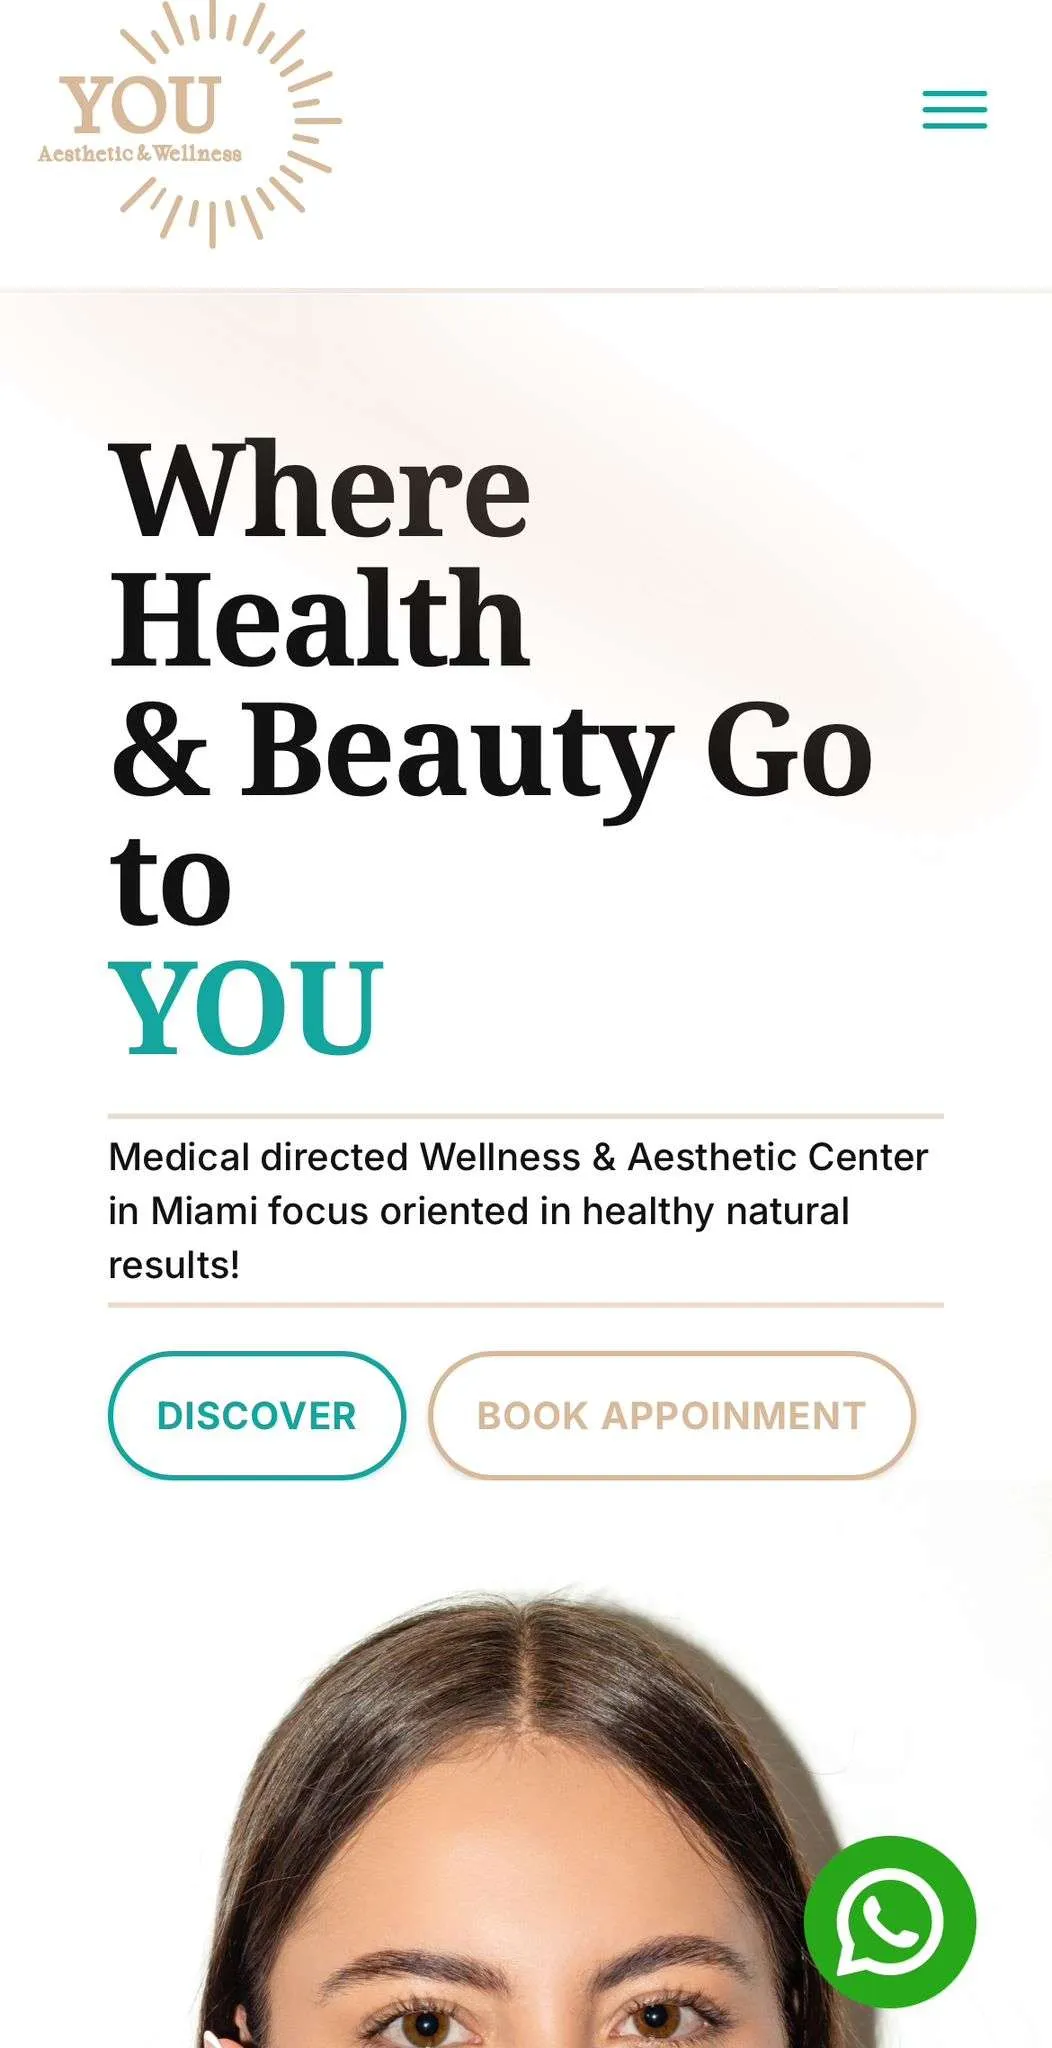 YOU
Aesthetic & Wellness
Where
Health
& Beauty Go
to
YOU
Medical directed Wellness & Aesthetic Center
in Miami focus oriented in healthy natural
results!
DISCOVER
BOOK APPOINMENT